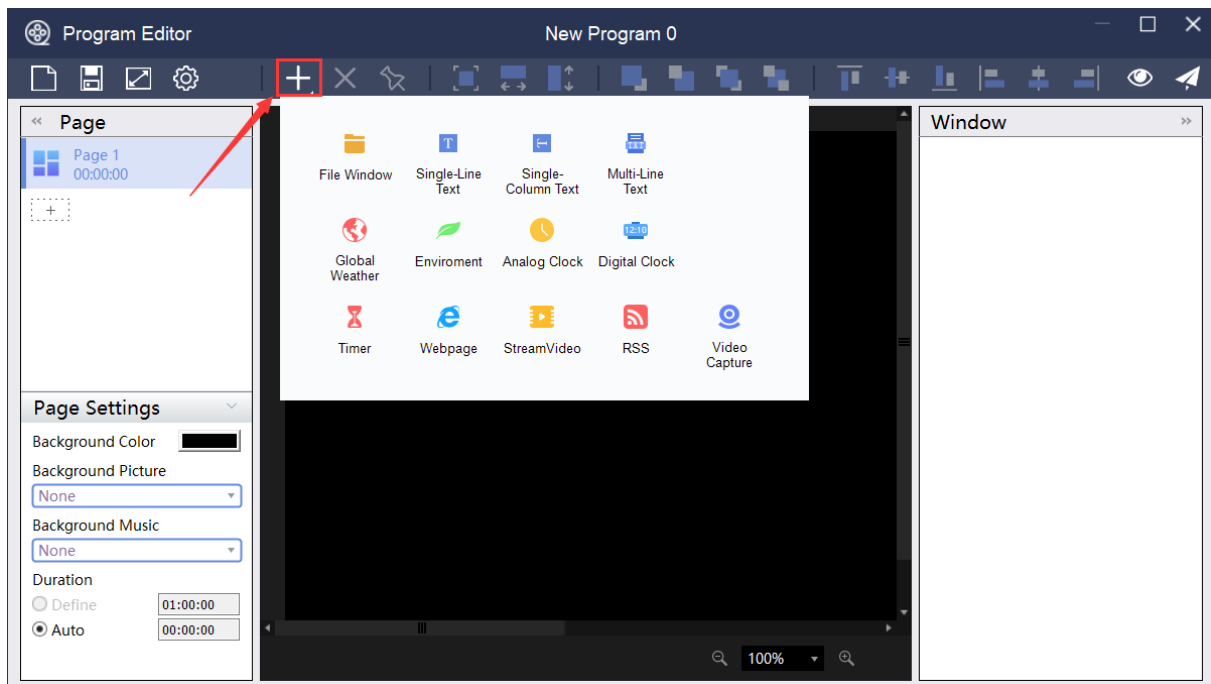 Program Editor
New Program 0
Page
Page 1
00:00:00
+
File Window
Single-Line
Text
Single-
Column Text
Multi-Line
Text
Global
Weather
Enviroment
Analog Clock
12:10
Digital Clock
Timer
Webpage
StreamVideo
RSS
Video
Capture
Window
Page Settings
Background Color
Background Picture
None
Background Music
None
Duration
Define
01:00:00
Auto
00:00:00
100%